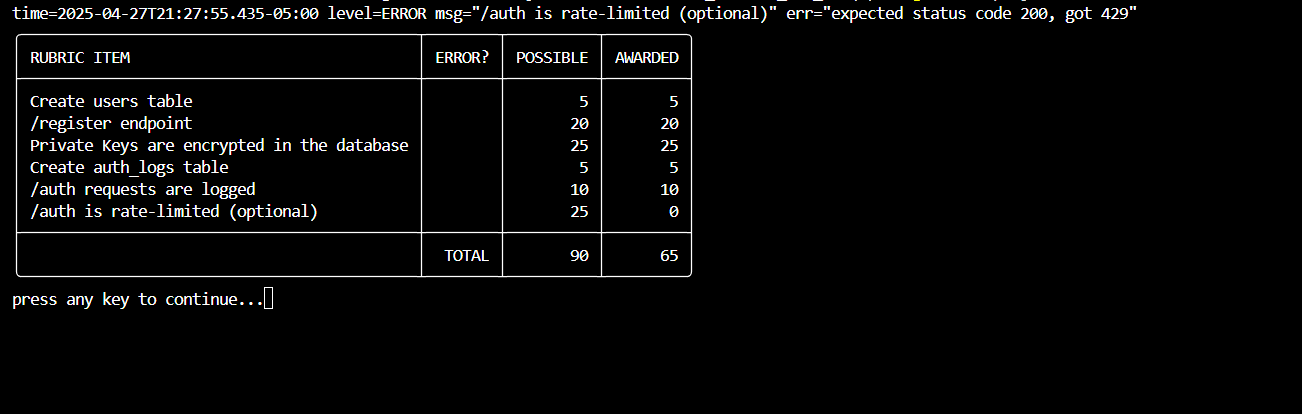 time=2025-04-27T21:27:55.435-05:00 level=ERROR msg="/auth is rate-limited (optional)" err="expected status code 200, got 429"
RUBRIC ITEM ERROR? POSSIBLE AWARDED
Create users table 5 5
/register endpoint 20 20
Private Keys are encrypted in the database 25 25
Create auth_logs table 5 5
/auth requests are logged 10 10
/auth is rate-limited (optional) 25 0
TOTAL 90 65
press any key to continue...